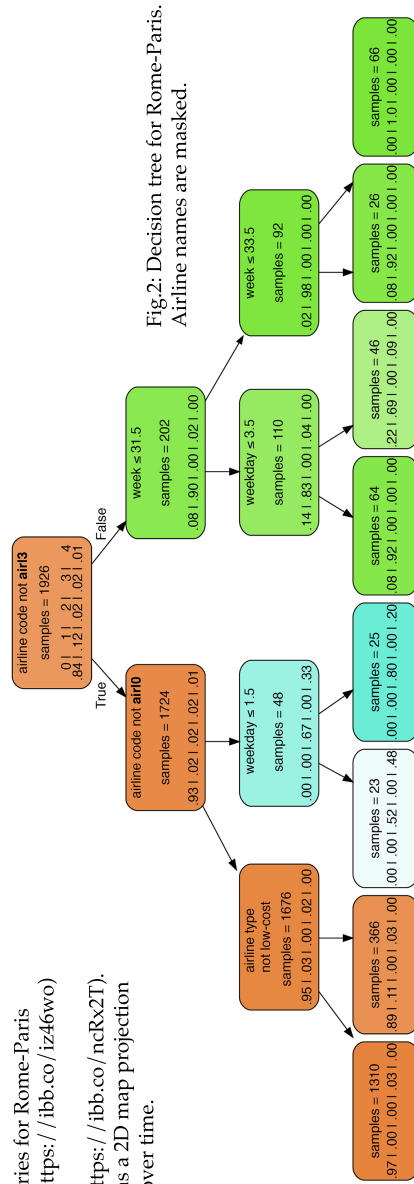 ries for Rome-Paris
ttps://ibb.co/iz46wo)
ttps://ibb.co/ncRx2T).
s a 2D map projection
over time.
airline code not airl3
samples = 1926
0 | 1 | 2 | 3 | 4
.84 | .12 | .02 | .02 | .01
True
False
airline code not airl0
samples = 1724
.93 | .02 | .02 | .02 | .01
week ≤ 31.5
samples = 202
.08 | .90 | .00 | .02 | .00
Fig.2: Decision tree for Rome-Paris.
Airline names are masked.
airline type
not low-cost
samples = 1676
.95 | .03 | .00 | .02 | .00
weekday ≤ 1.5
samples = 48
.00 | .00 | .67 | .00 | .33
weekday ≤ 3.5
samples = 110
.14 | .83 | .00 | .04 | .00
week ≤ 33.5
samples = 92
.02 | .98 | .00 | .00 | .00
samples = 1310
.97 | .00 | .00 | .03 | .00
samples = 366
.89 | .11 | .00 | .03 | .00
samples = 23
.00 | .00 | .52 | .00 | .48
samples = 25
.00 | .00 | .80 | .00 | .20
samples = 64
.08 | .92 | .00 | .00 | .00
samples = 46
.22 | .69 | .00 | .09 | .00
samples = 26
.08 | .92 | .00 | .00 | .00
samples = 66
.00 | 1.0 | .00 | .00 | .00